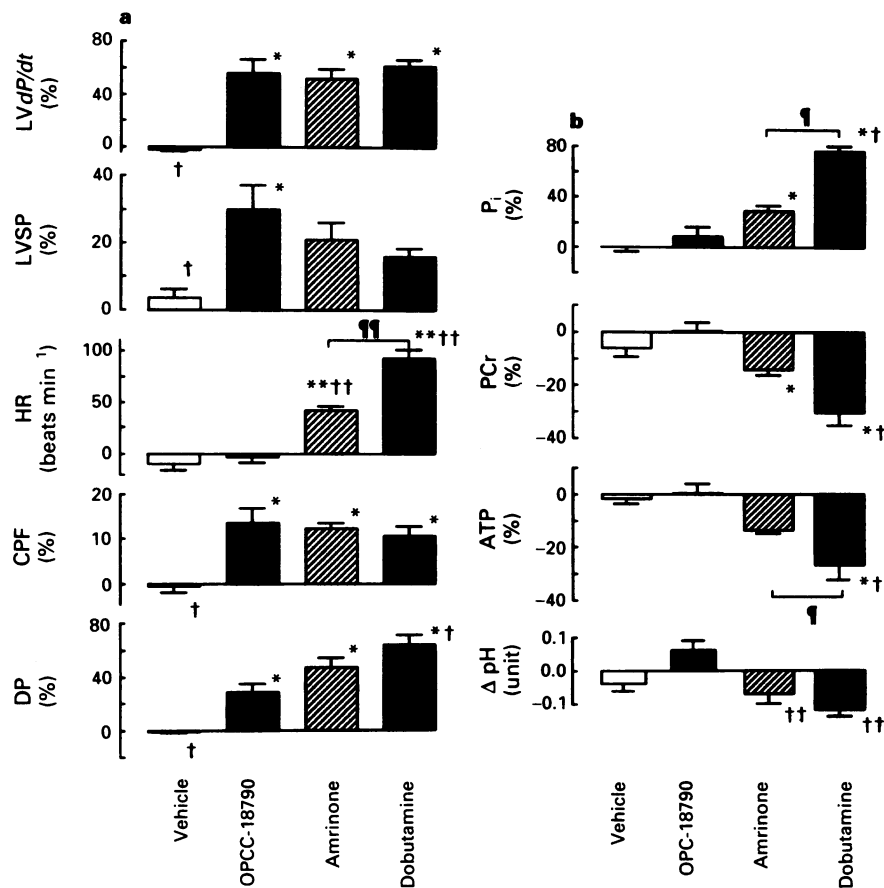 a
LVdP/dt
(%)
80
40
0
*
*
*
†
LVSP
(%)
40
20
0
*
†
HR
(beats min 1)
100
50
0
¶¶
**††
**††
CPF
(%)
20
10
0
*
*
*
†
DP
(%)
80
40
0
*
*
*†
†
Vehicle
OPCC-18790
Amrinone
Dobutamine
b
Pi
(%)
80
40
0
¶
*†
*
PCr
(%)
0
−20
−40
*
*†
ATP
(%)
0
−20
−40
*†
¶
Δ pH
(unit)
0.1
0.0
−0.1
††
††
Vehicle
OPC-18790
Amrinone
Dobutamine